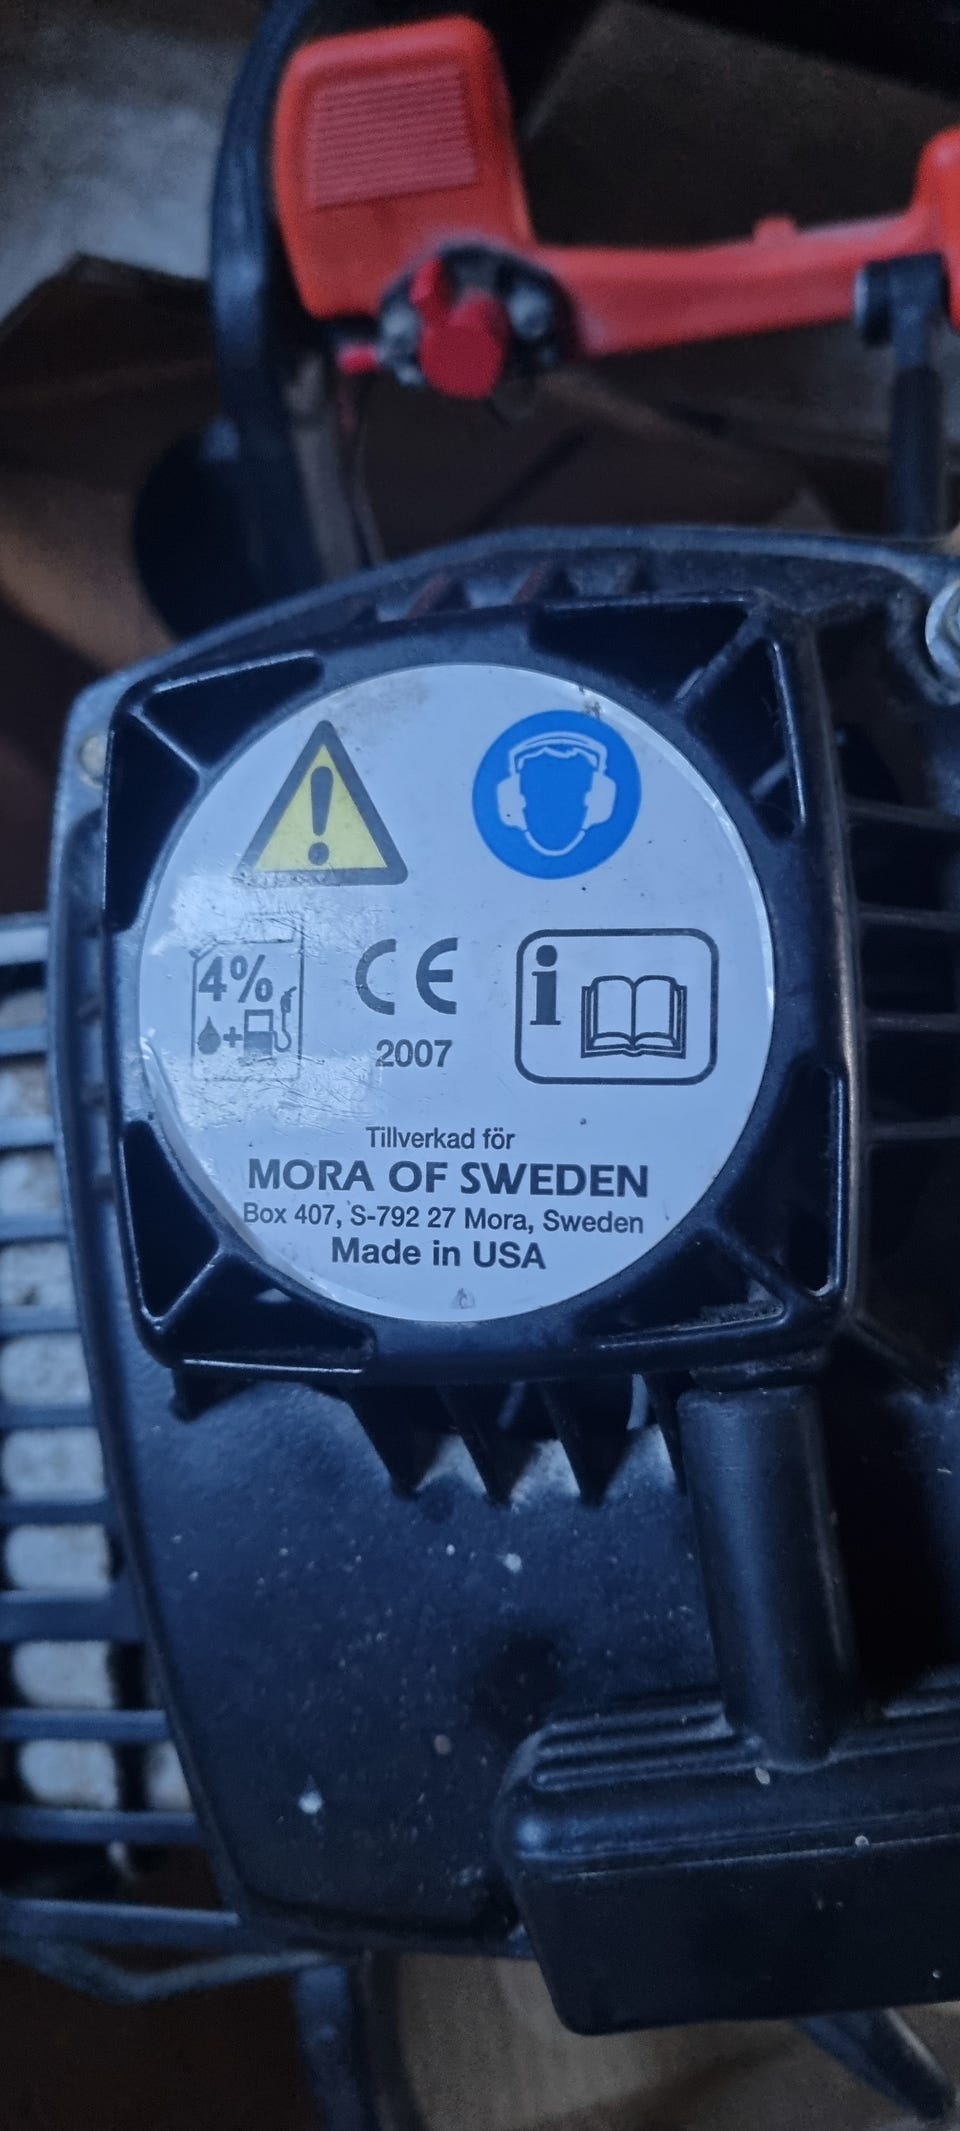 4%
+
CE
i
2007
Tillverkad för
MORA OF SWEDEN
Box 407, S-792 27 Mora, Sweden
Made in USA